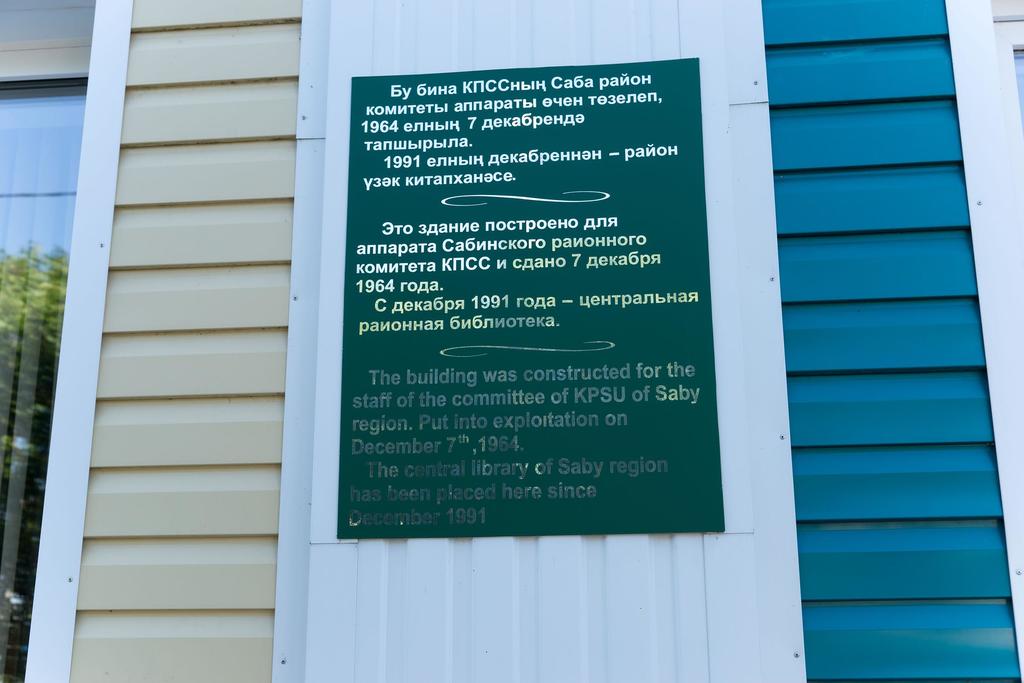 Бу бина КПССның Саба район
комитеты аппараты өчен төзелеп,
1964 елның 7 декабрендә
тапшырыла.
1991 елның декабреннән – район
үзәк китапханәсе.
Это здание построено для
аппарата Сабинского районного
комитета КПСС и сдано 7 декабря
1964 года.
С декабря 1991 года – центральная
районная библиотека.
The building was constructed for the
staff of the committee of KPSU of Saby
region. Put into exploitation on
December 7th,1964.
The central library of Saby region
has been placed here since
December 1991